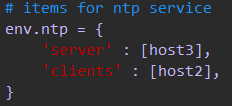 # items for ntp service
env.ntp = {
    'server' : [host3],
    'clients' : [host2],
}